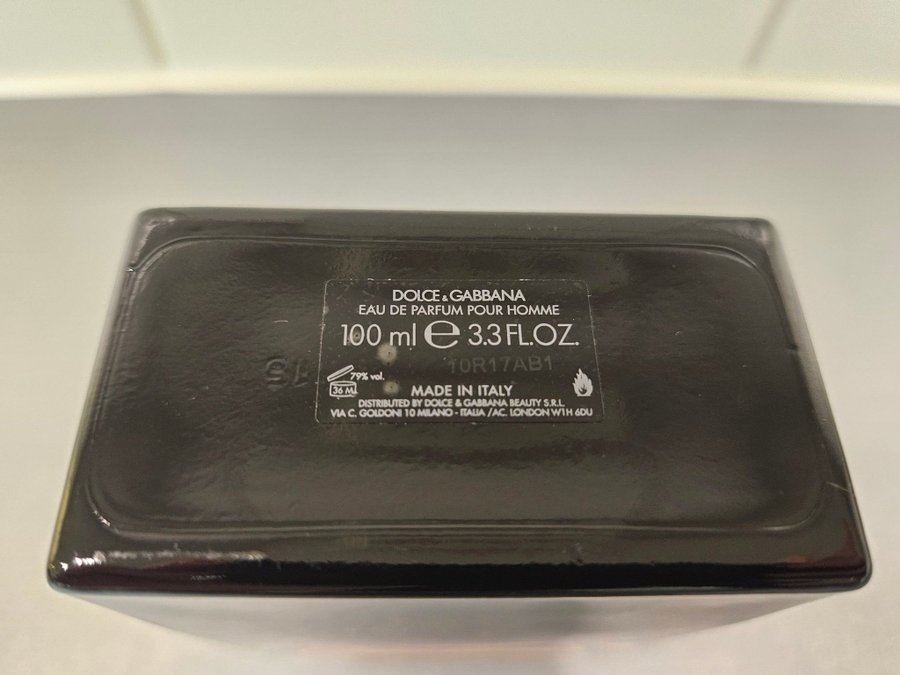 DOLCE & GABBANA
EAU DE PARFUM POUR HOMME
100 ml e 3.3 FL.OZ.
10R17AB1
79% vol.
36 M
MADE IN ITALY
DISTRIBUTED BY DOLCE & GABBANA BEAUTY S.R.L.
VIA C. GOLDONI 10 MILANO - ITALIA / AC. LONDON W1H 6DU